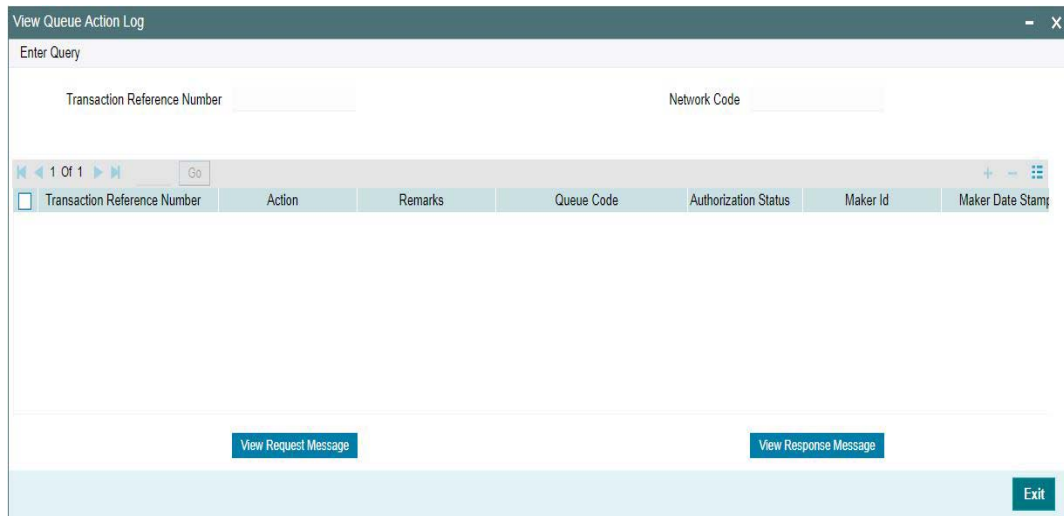 View Queue Action Log
Enter Query
Transaction Reference Number Network Code
1 Of 1 Go
Transaction Reference Number Action Remarks Queue Code Authorization Status Maker Id Maker Date Stamp
View Request Message View Response Message
Exit